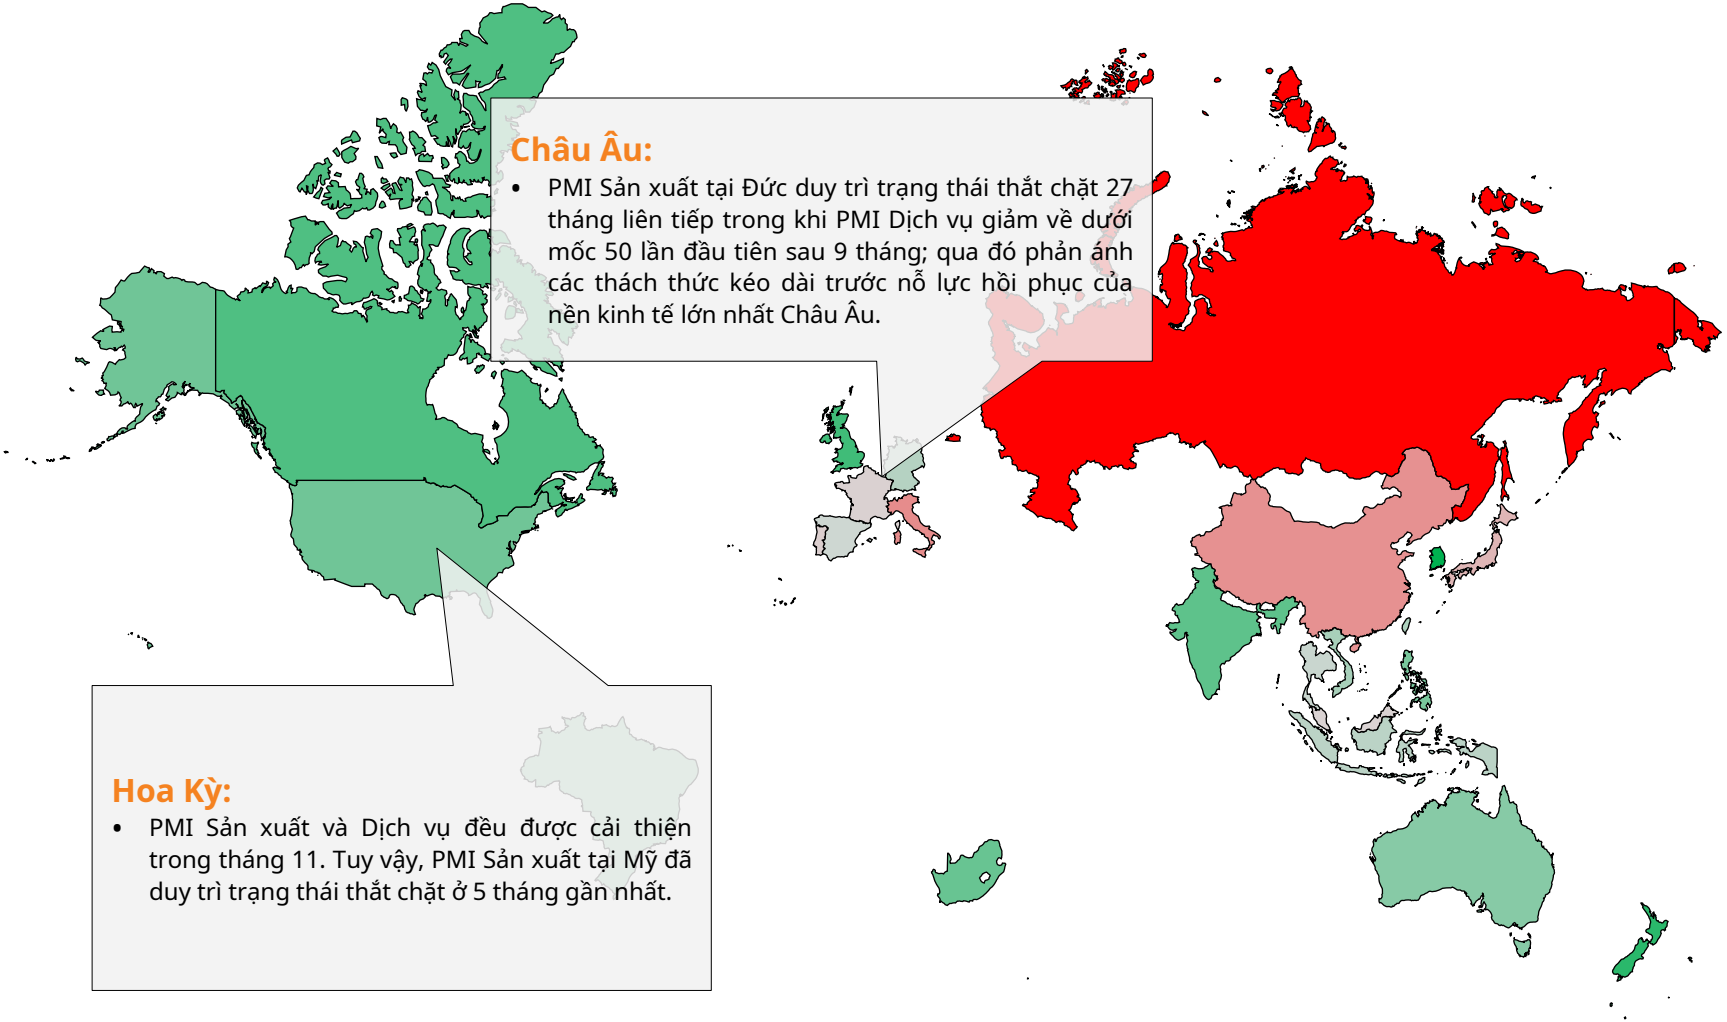 Châu Âu:
• PMI Sản xuất tại Đức duy trì trạng thái thắt chặt 27
tháng liên tiếp trong khi PMI Dịch vụ giảm về dưới
mốc 50 lần đầu tiên sau 9 tháng; qua đó phản ánh
các thách thức kéo dài trước nỗ lực hồi phục của
nền kinh tế lớn nhất Châu Âu.
Hoa Kỳ:
• PMI Sản xuất và Dịch vụ đều được cải thiện
trong tháng 11. Tuy vậy, PMI Sản xuất tại Mỹ đã
duy trì trạng thái thắt chặt ở 5 tháng gần nhất.